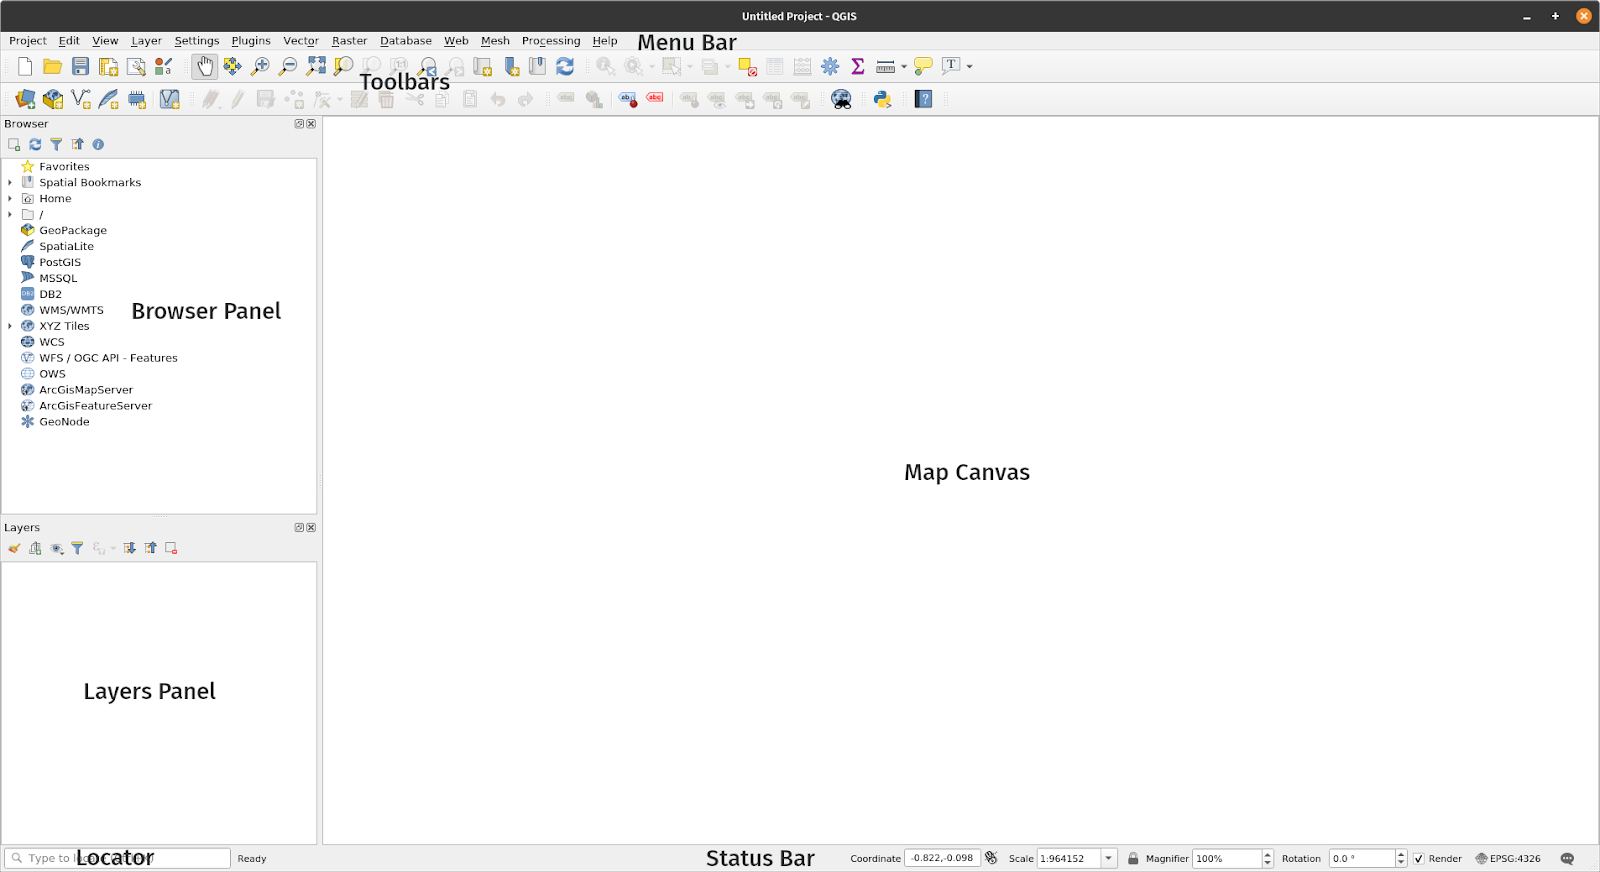 Untitled Project - QGIS
Project Edit View Layer Settings Plugins Vector Raster Database Web Mesh Processing Help Menu Bar
Toolbars
Browser
Favorites
Spatial Bookmarks
Home
/
GeoPackage
SpatiaLite
PostGIS
MSSQL
DB2
WMS/WMTS
Browser Panel
XYZ Tiles
WCS
WFS / OGC API - Features
OWS
ArcGisMapServer
ArcGisFeatureServer
GeoNode
Map Canvas
Layers
Layers Panel
Type to Locator Ready Status Bar Coordinate -0.822,-0.098 Scale 1:964152 Magnifier 100% Rotation 0.0 ° Render EPSG:4326